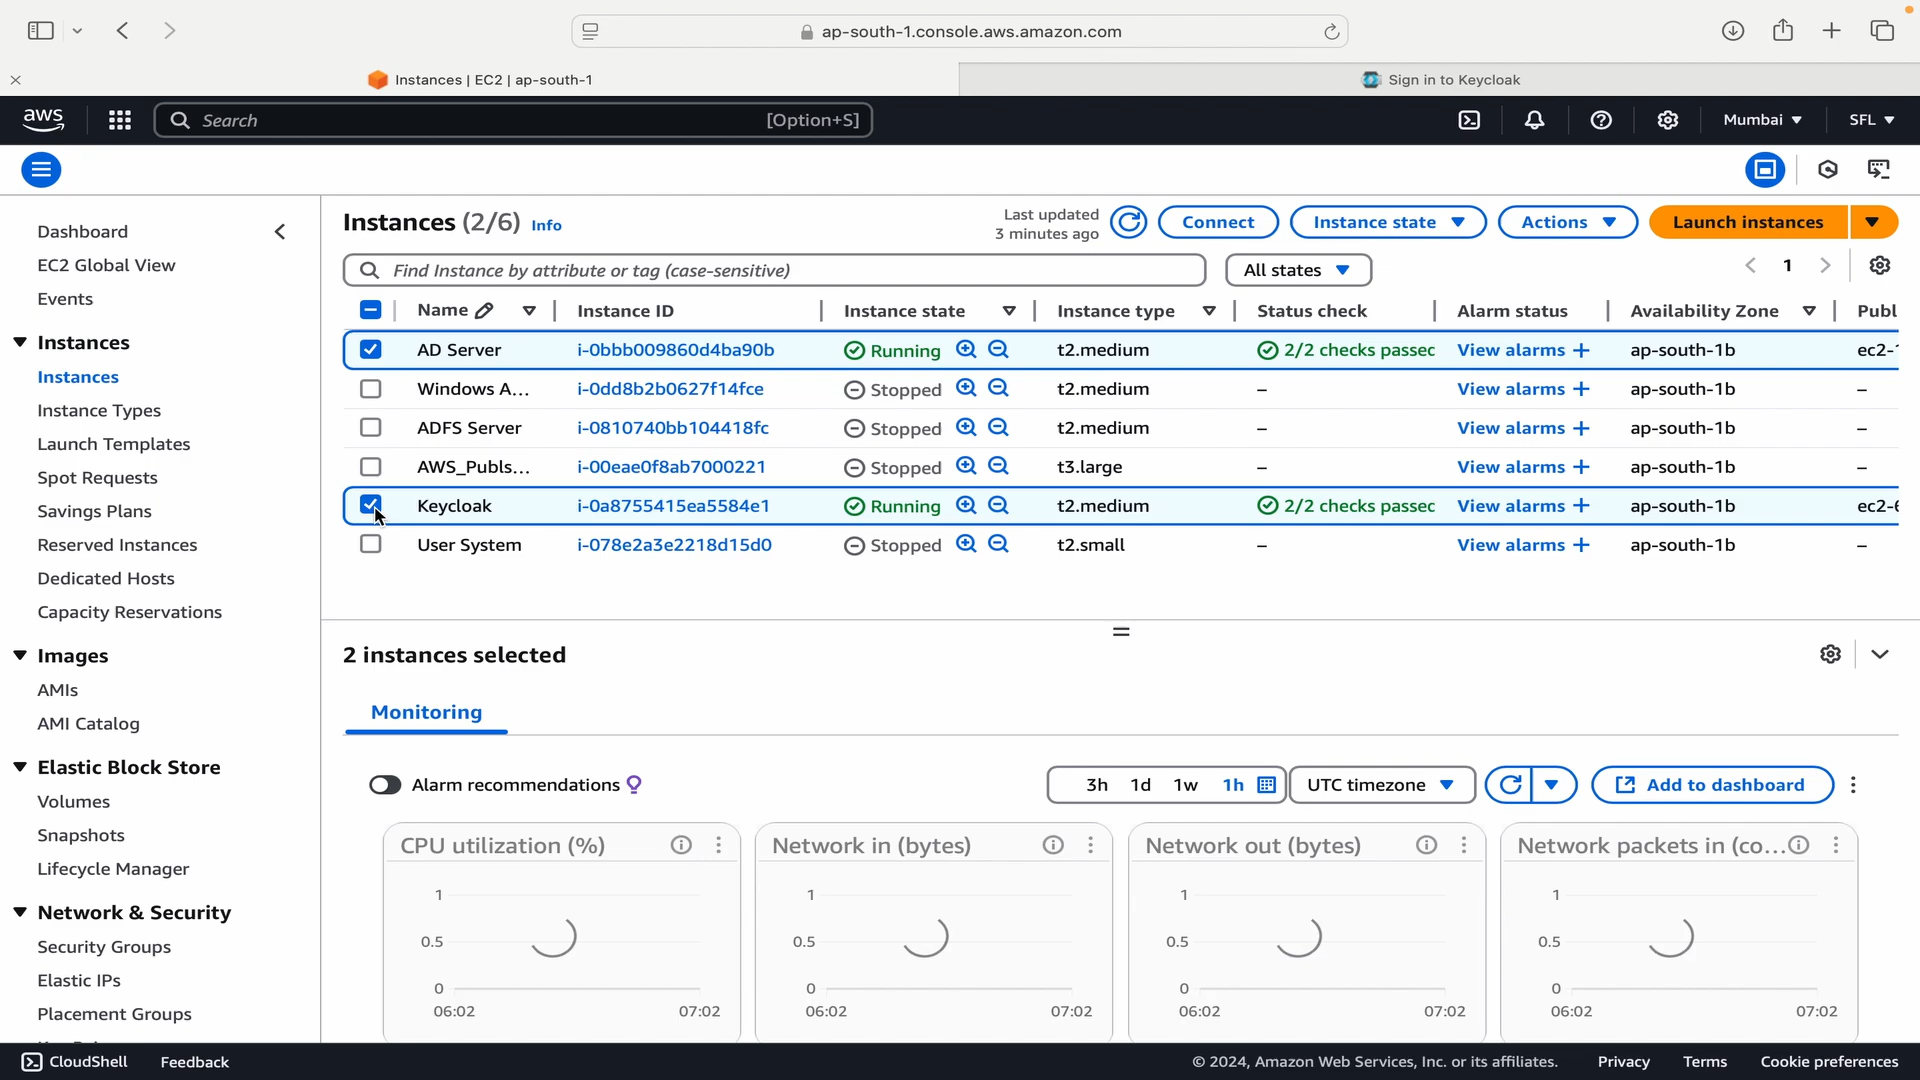 ap-south-1.console.aws.amazon.com
Instances | EC2 | ap-south-1
Sign in to Keycloak
aws
Search
[Option+S]
Mumbai
SFL
Dashboard
EC2 Global View
Events
Instances
Instances
Instance Types
Launch Templates
Spot Requests
Savings Plans
Reserved Instances
Dedicated Hosts
Capacity Reservations
Images
AMIs
AMI Catalog
Elastic Block Store
Volumes
Snapshots
Lifecycle Manager
Network & Security
Security Groups
Elastic IPs
Placement Groups
Instances (2/6) Info
Last updated
3 minutes ago
Connect
Instance state
Actions
Launch instances
Find Instance by attribute or tag (case-sensitive)
All states
1
Name Instance ID Instance state Instance type Status check Alarm status Availability Zone Publ
AD Server i-0bbb009860d4ba90b Running t2.medium 2/2 checks passec View alarms + ap-south-1b ec2-1
Windows A... i-0dd8b2b0627f14fce Stopped t2.medium – View alarms + ap-south-1b –
ADFS Server i-0810740bb104418fc Stopped t2.medium – View alarms + ap-south-1b –
AWS_Publs... i-00eae0f8ab7000221 Stopped t3.large – View alarms + ap-south-1b –
Keycloak i-0a8755415ea5584e1 Running t2.medium 2/2 checks passec View alarms + ap-south-1b ec2-6
User System i-078e2a3e2218d15d0 Stopped t2.small – View alarms + ap-south-1b –
2 instances selected
Monitoring
Alarm recommendations
3h 1d 1w 1h
UTC timezone
Add to dashboard
CPU utilization (%)
1
0.5
0
06:02 07:02
Network in (bytes)
1
0.5
0
06:02 07:02
Network out (bytes)
1
0.5
0
06:02 07:02
Network packets in (co...
1
0.5
0
06:02 07:02
CloudShell
Feedback
© 2024, Amazon Web Services, Inc. or its affiliates.
Privacy
Terms
Cookie preferences